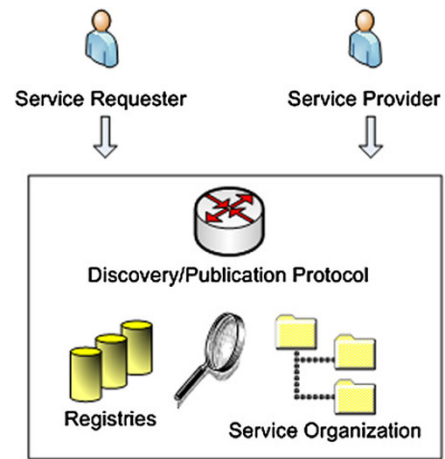 Service Requester
Service Provider
Discovery/Publication Protocol
Registries
Service Organization